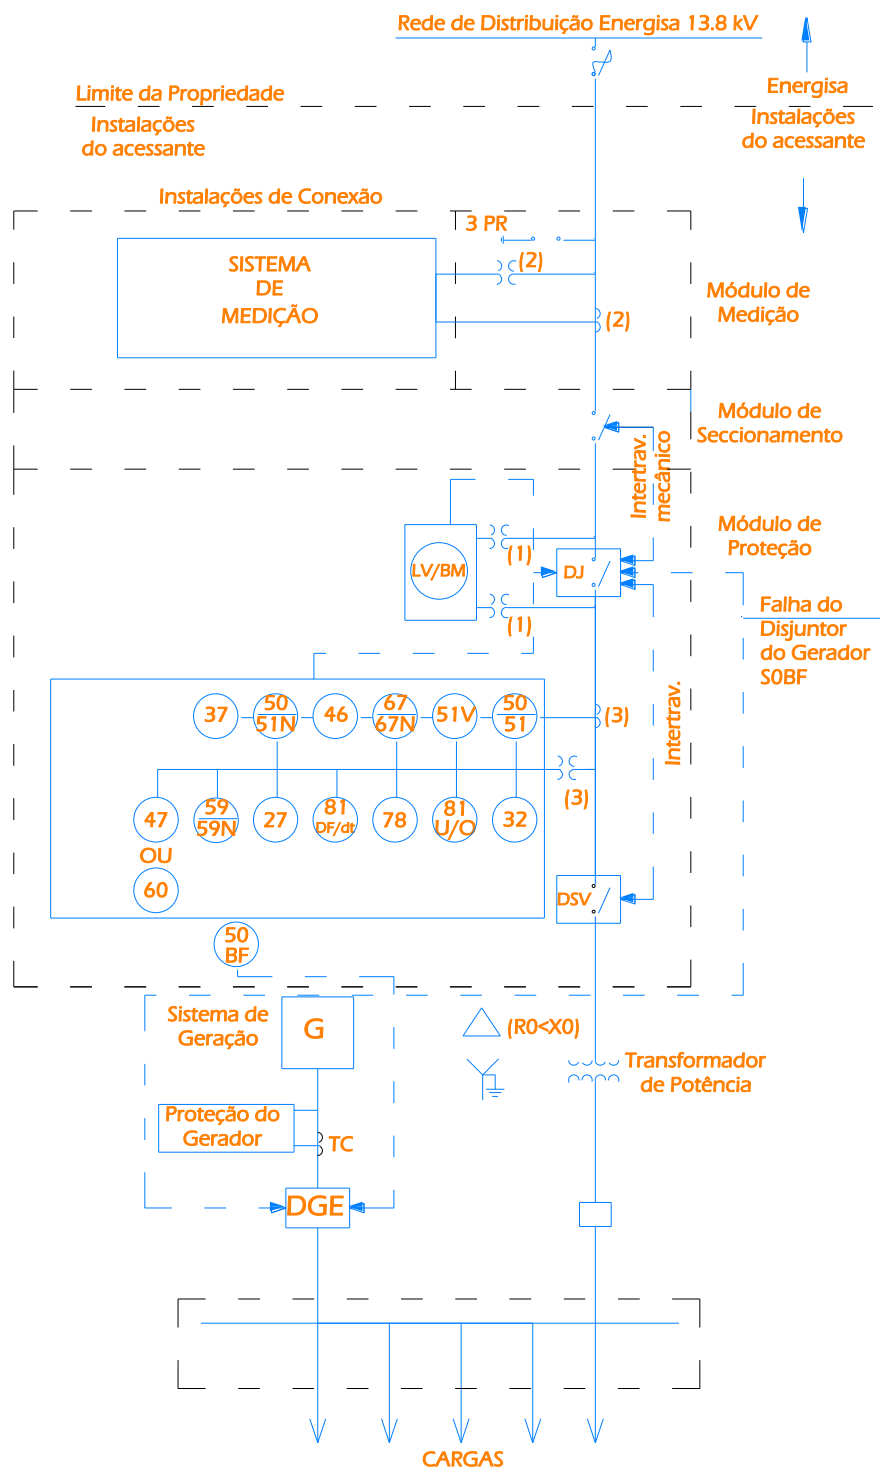 Rede de Distribuição Energisa 13.8 kV
Limite da Propriedade
Energisa
Instalações
do acessante
Instalações
do acessante
Instalações de Conexão
3 PR
(2)
SISTEMA
DE
MEDIÇÃO
(2)
Módulo de
Medição
Módulo de
Seccionamento
Intertrav.
mecânico
Módulo de
Proteção
(1)
LV/BM
DJ
(1)
Falha do
Disjuntor
do Gerador
S0BF
Intertrav.
37
50
51N
46
67
67N
51V
50
51
(3)
(3)
47
59
59N
27
81
DF/dt
78
81
U/O
32
OU
60
DSV
50
BF
Sistema de
Geração
G
(R0<X0)
Transformador
de Potência
Proteção do
Gerador
TC
DGE
CARGAS